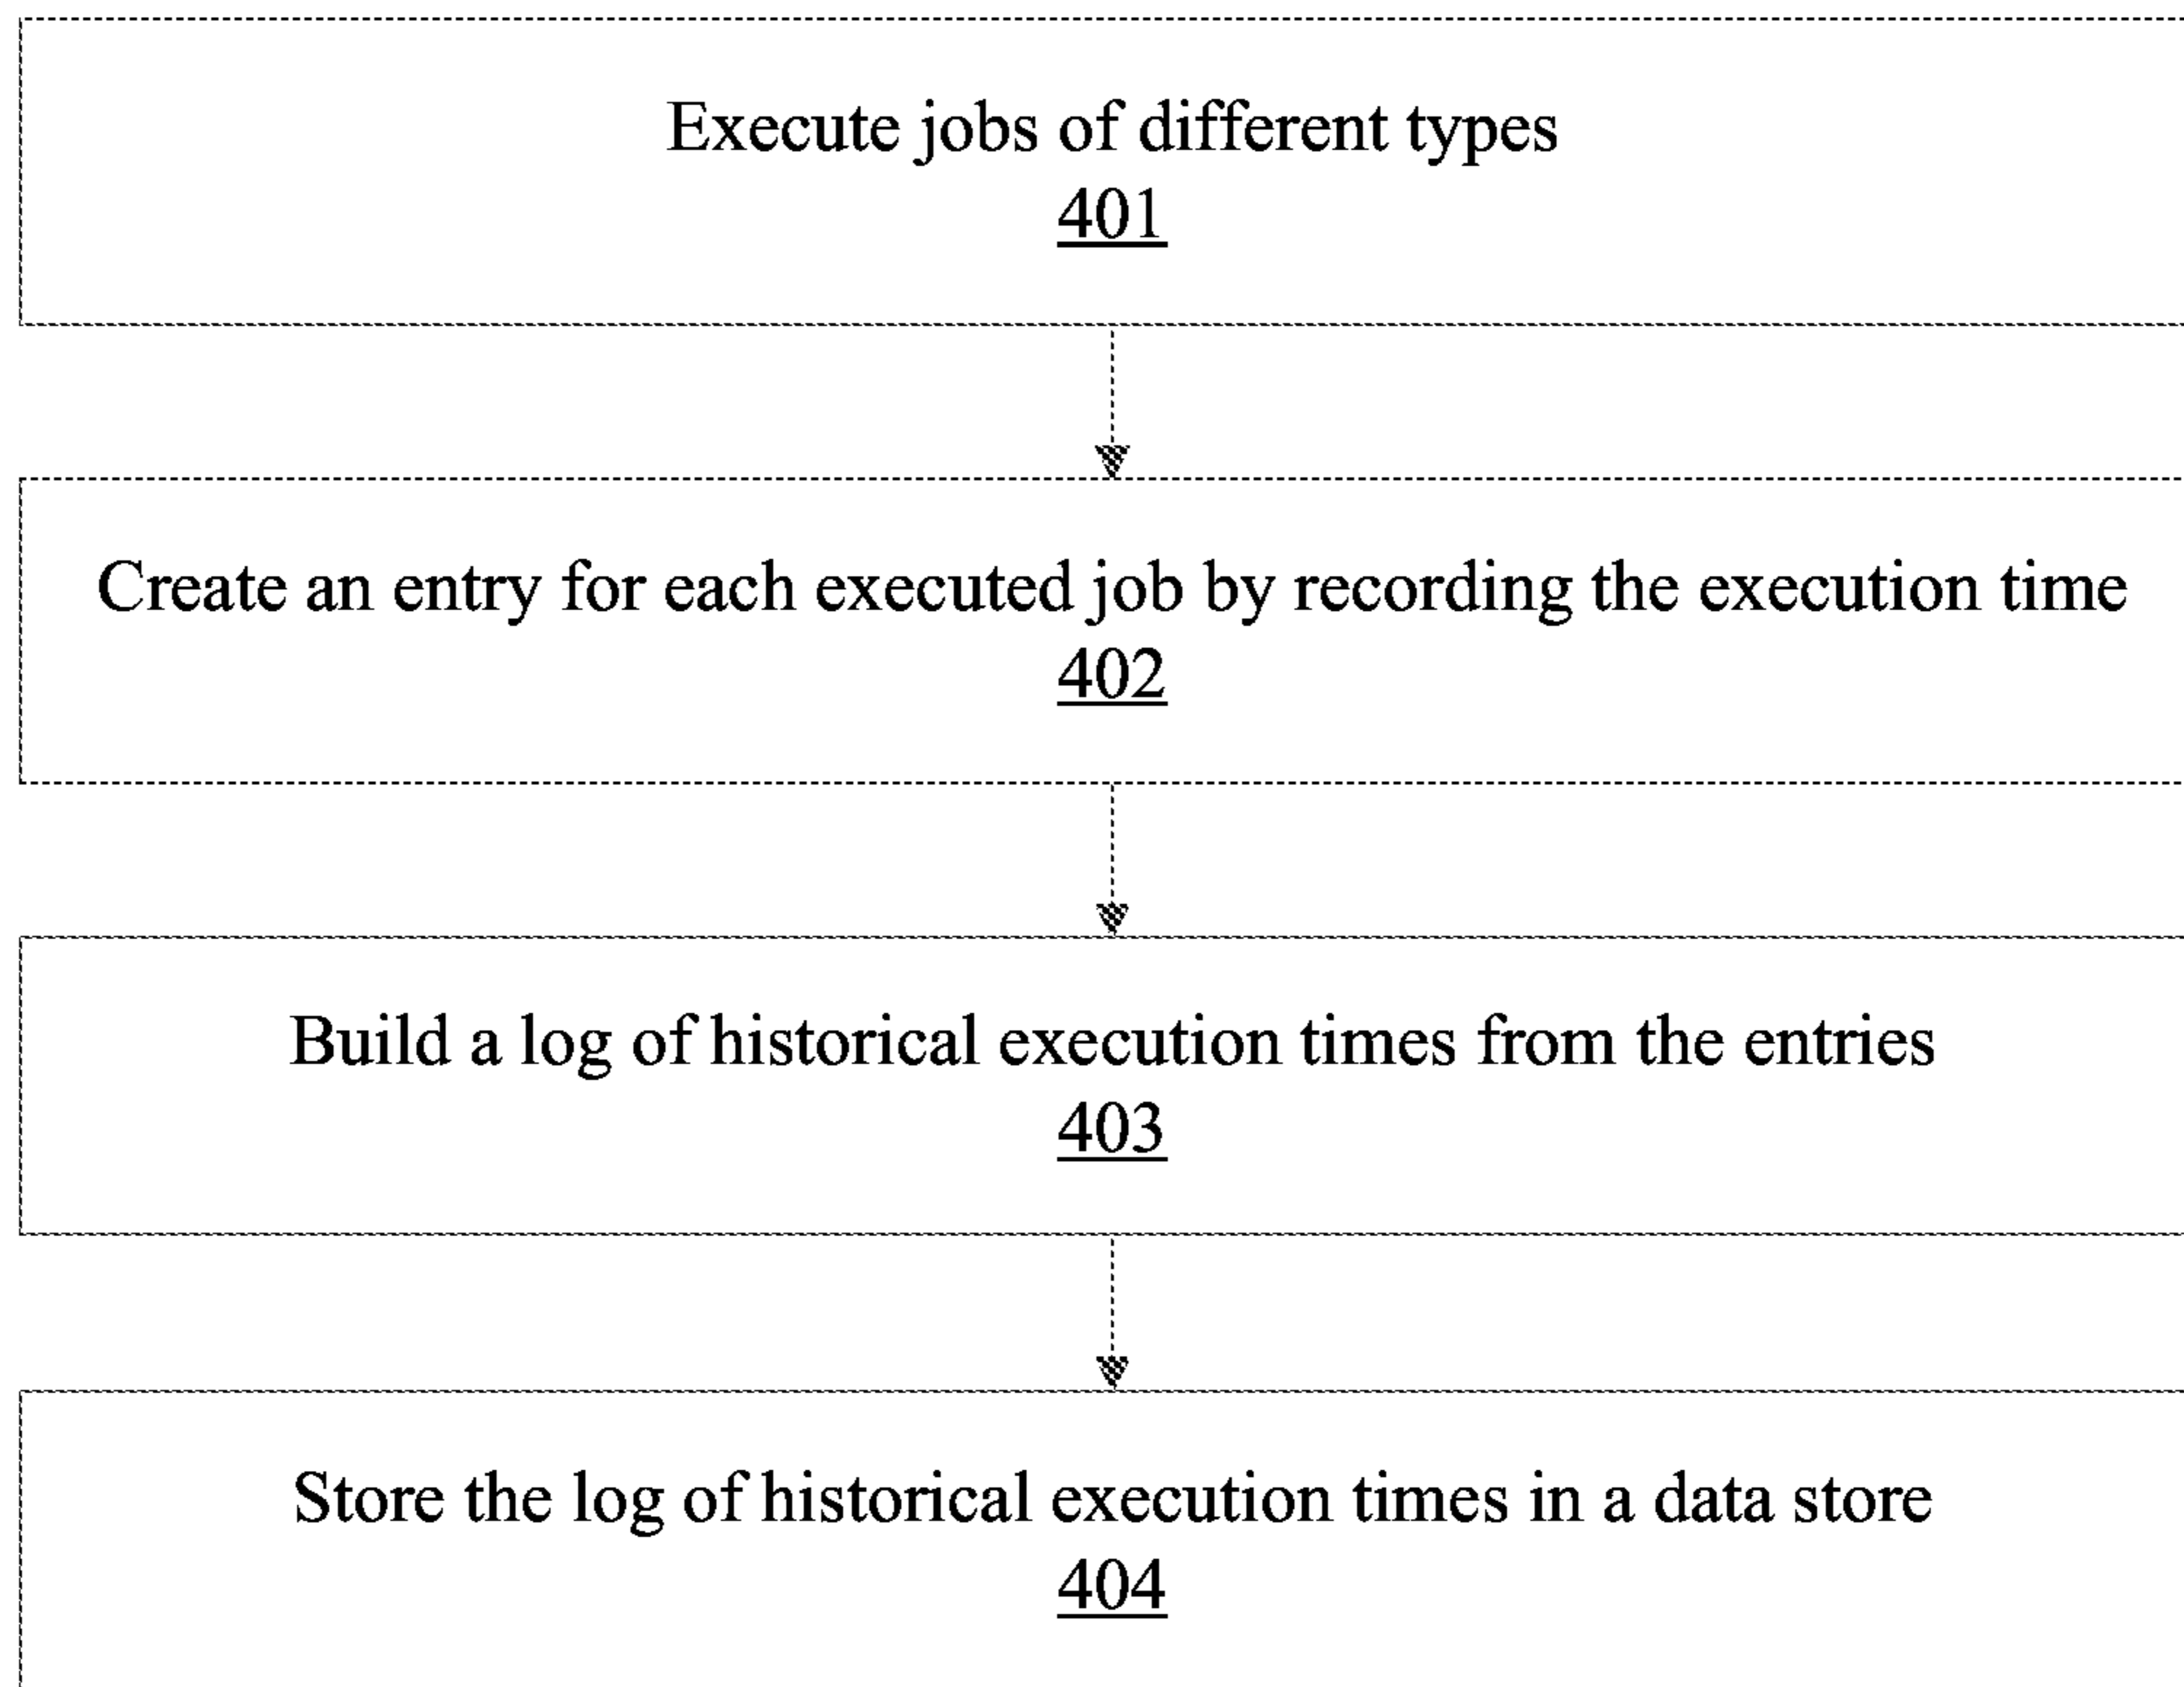 Execute jobs of different types
401
Create an entry for each executed job by recording the execution time
402
Build a log of historical execution times from the entries
403
Store the log of historical execution times in a data store
404